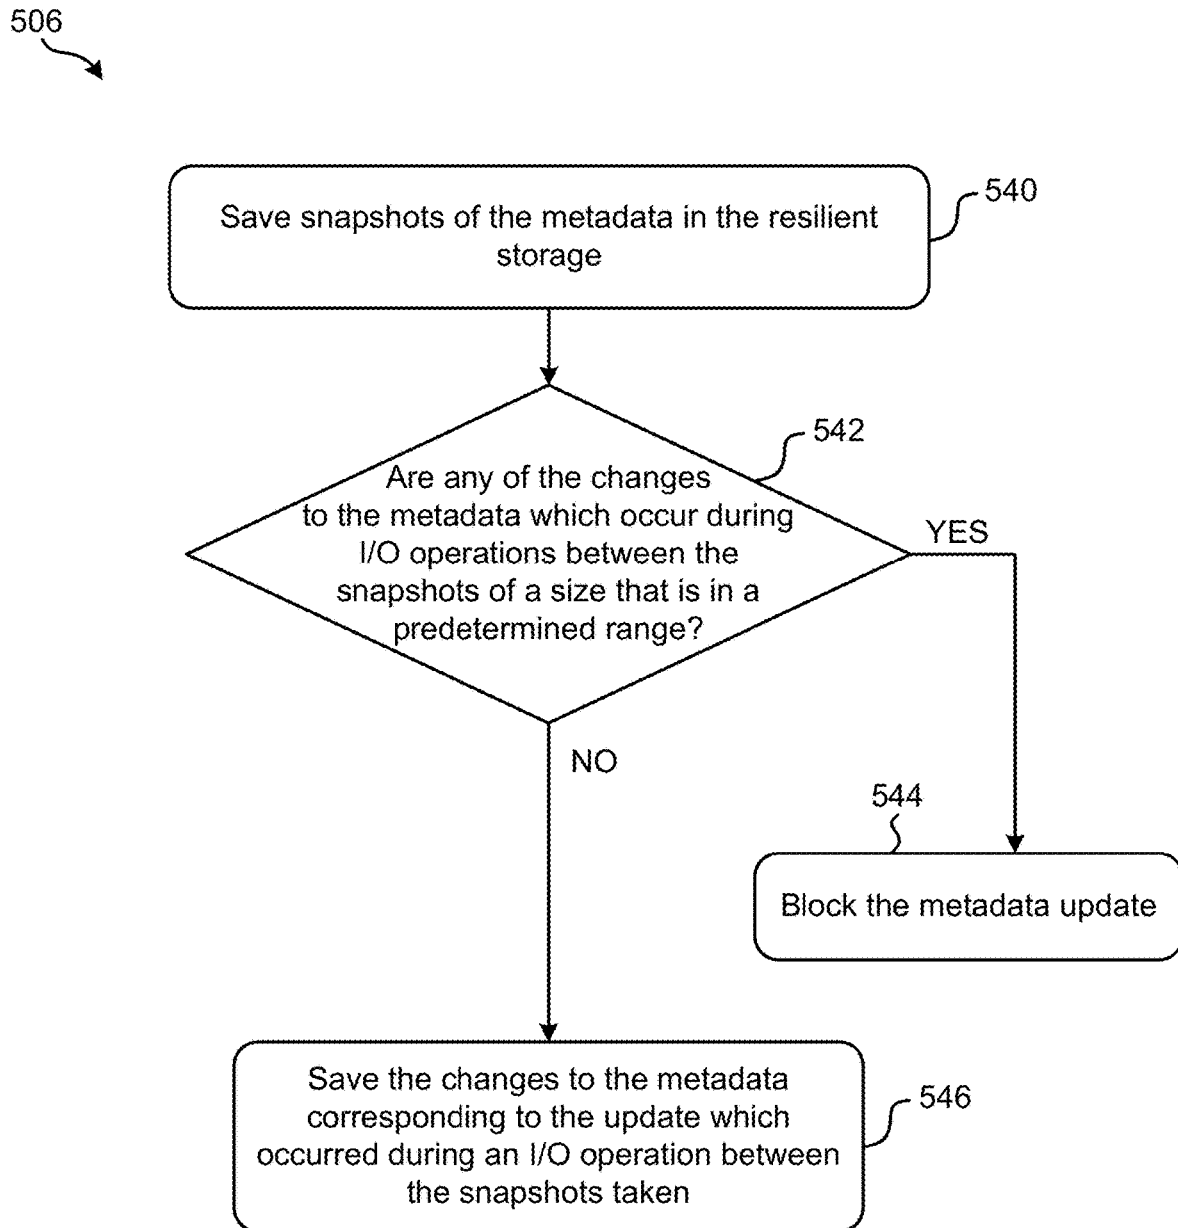 506
Save snapshots of the metadata in the resilient
storage
540
542
Are any of the changes
to the metadata which occur during
I/O operations between the
snapshots of a size that is in a
predetermined range?
YES
NO
544
Block the metadata update
Save the changes to the metadata
corresponding to the update which
occurred during an I/O operation between
the snapshots taken
546